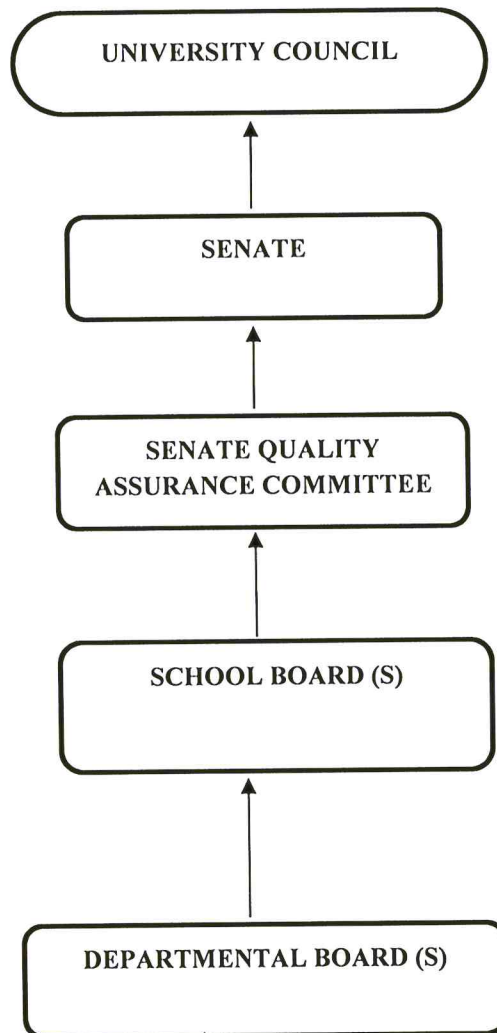 UNIVERSITY COUNCIL
SENATE
SENATE QUALITY
ASSURANCE COMMITTEE
SCHOOL BOARD (S)
DEPARTMENTAL BOARD (S)